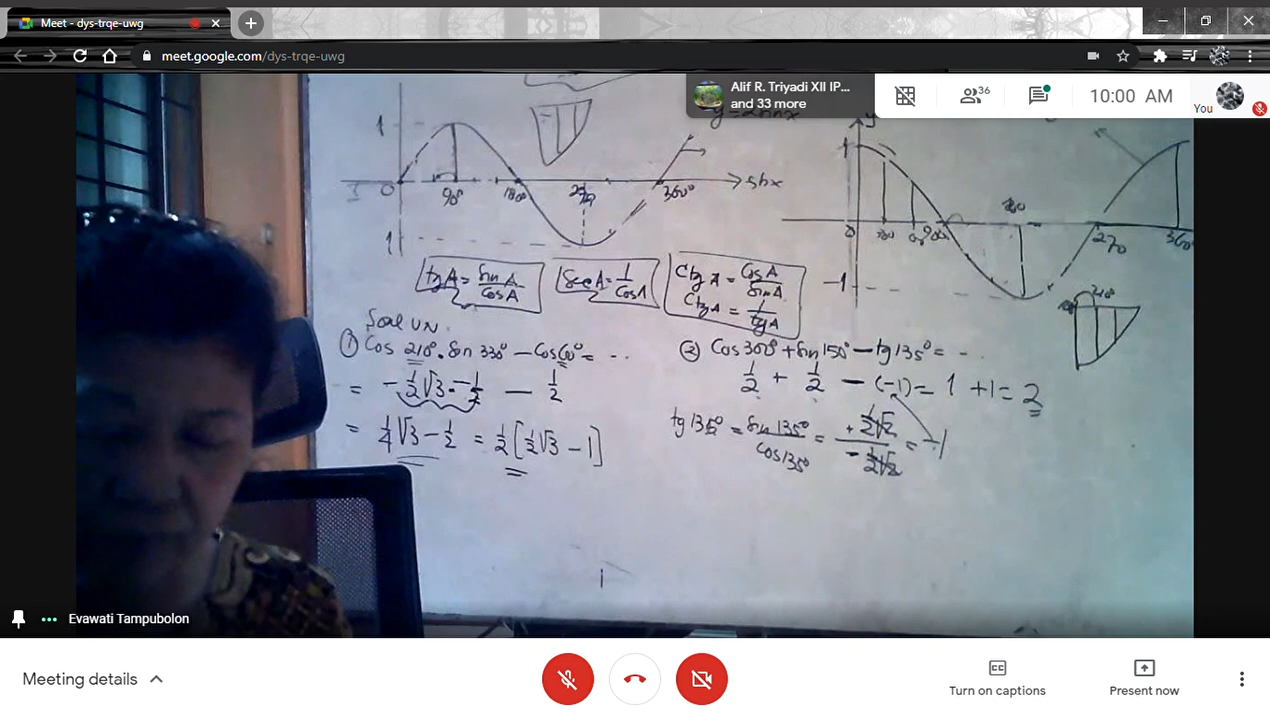 Meet - dys-trqe-uwg
meet.google.com/dys-trqe-uwg
Alif R. Triyadi XII IP...
and 33 more
36
10:00 AM
You
y
1
0
90°
180°
360°
1
1
0
270
360°
-1
tgA = sin A / cos A
Sec A = 1 / cos A
Ctg A = Cos A / sin A
Ctg A = 1 / tg A
Soal UN.
① Cos 210° . Sin 330° - Cos 60° = ...
= -½√3 . -½ - ½
= ¼√3 - ½ = ½ [½√3 - 1]
② Cos 300° + sin 150° - tg 135° = ...
½ + ½ - (-1) = 1 + 1 = 2
tg 135° = sin 135° / cos 135° = + ½√2 / - ½√2 = -1
Evawati Tampubolon
Meeting details
Turn on captions
Present now